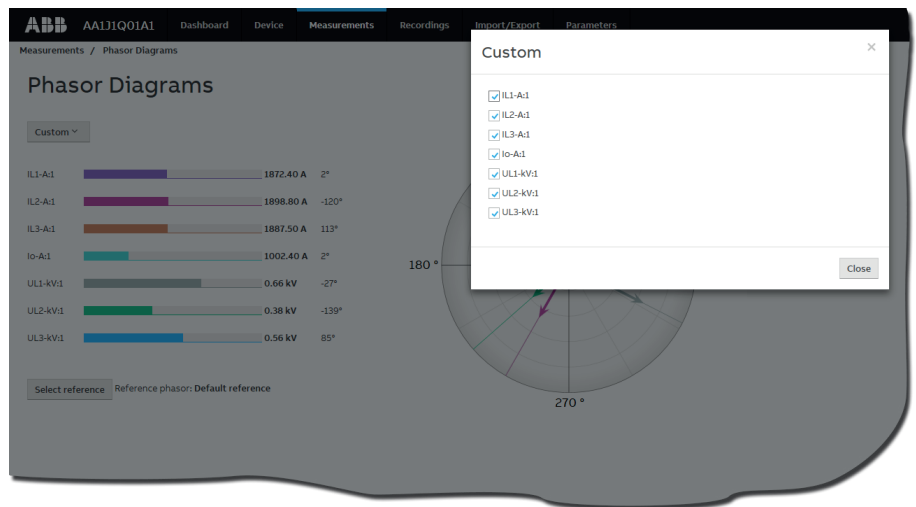 ABB AA1J1Q01A1 Dashboard Device Measurements Recordings Import/Export Parameters
Measurements / Phasor Diagrams
Phasor Diagrams
Custom
IL1-A:1 1872.40 A 2°
IL2-A:1 1898.80 A -120°
IL3-A:1 1887.50 A 113°
Io-A:1 1002.40 A 2°
UL1-kV:1 0.66 kV -27°
UL2-kV:1 0.38 kV -139°
UL3-kV:1 0.56 kV 85°
Select reference Reference phasor: Default reference
180 °
270 °
Custom ×
IL1-A:1
IL2-A:1
IL3-A:1
Io-A:1
UL1-kV:1
UL2-kV:1
UL3-kV:1
Close